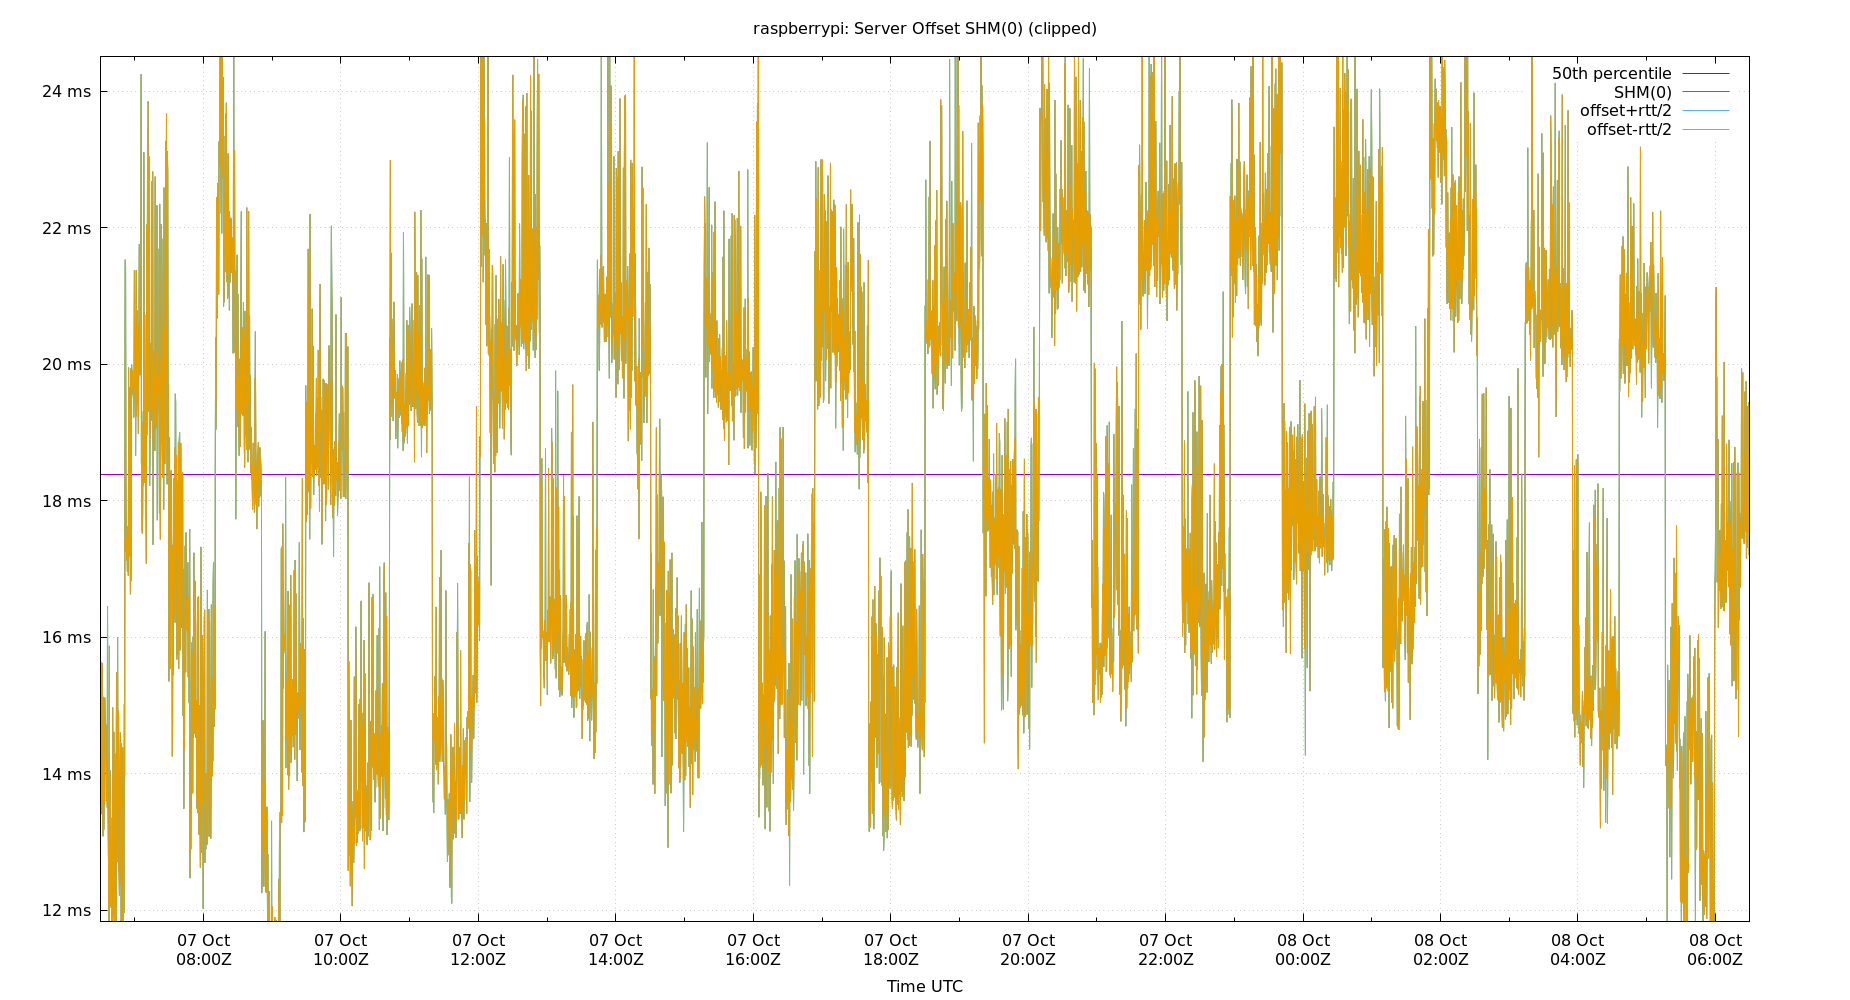 raspberrypi: Server Offset SHM(0) (clipped)
50th percentile
SHM(0)
offset+rtt/2
offset-rtt/2
24 ms
22 ms
20 ms
18 ms
16 ms
14 ms
12 ms
07 Oct 07 Oct 07 Oct 07 Oct 07 Oct 07 Oct 07 Oct 07 Oct 08 Oct 08 Oct 08 Oct 08 Oct
08:00Z 10:00Z 12:00Z 14:00Z 16:00Z 18:00Z 20:00Z 22:00Z 00:00Z 02:00Z 04:00Z 06:00Z
Time UTC